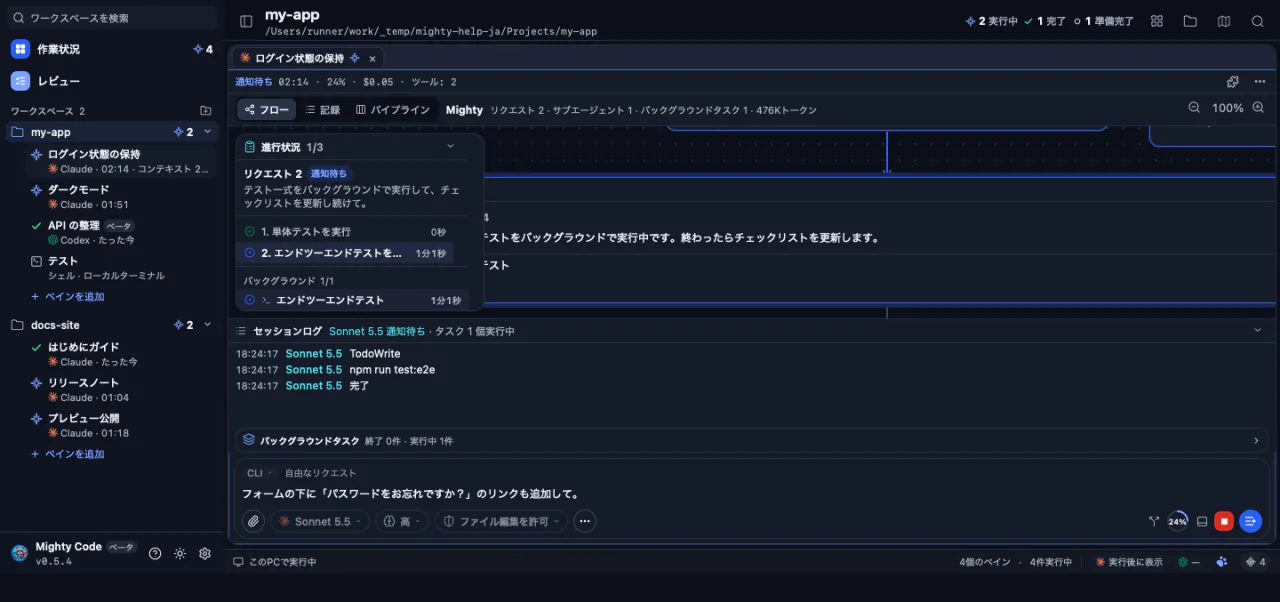 ワークスペースを検索
作業状況 4
レビュー
ワークスペース 2
my-app 2
ログイン状態の保持
Claude · 02:14 · コンテキスト 2...
ダークモード
Claude · 01:51
API の整理 ベータ
Codex · たった今
テスト
シェル · ローカルターミナル
+ ペインを追加
docs-site 2
はじめにガイド
Claude · たった今
リリースノート
Claude · 01:04
プレビュー公開
Claude · 01:18
+ ペインを追加
Mighty Code ベータ
v0.5.4
my-app
/Users/runner/work/_temp/mighty-help-ja/Projects/my-app
2 実行中 1 完了 1 準備完了
ログイン状態の保持
通知待ち 02:14 · 24% · $0.05 · ツール: 2
フロー 記録 パイプライン Mighty リクエスト 2 · サブエージェント 1 · バックグラウンドタスク 1 · 476Kトークン
100%
進行状況 1/3
リクエスト 2 通知待ち
テスト一式をバックグラウンドで実行して、チェ
ックリストを更新し続けて。
1. 単体テストを実行 0秒
2. エンドツーエンドテストを... 1分1秒
バックグラウンド 1/1
エンドツーエンドテスト 1分1秒
4
テストをバックグラウンドで実行中です。終わったらチェックリストを更新します。
テスト
セッションログ Sonnet 5.5 通知待ち · タスク 1 個実行中
18:24:17 Sonnet 5.5 TodoWrite
18:24:17 Sonnet 5.5 npm run test:e2e
18:24:17 Sonnet 5.5 完了
バックグラウンドタスク 終了 0件 · 実行中 1件
CLI 自由なリクエスト
フォームの下に「パスワードをお忘れですか？」のリンクも追加して。
Sonnet 5.5 高 ファイル編集を許可
24%
このPCで実行中
4個のペイン · 4件実行中 実行後に表示 — 4